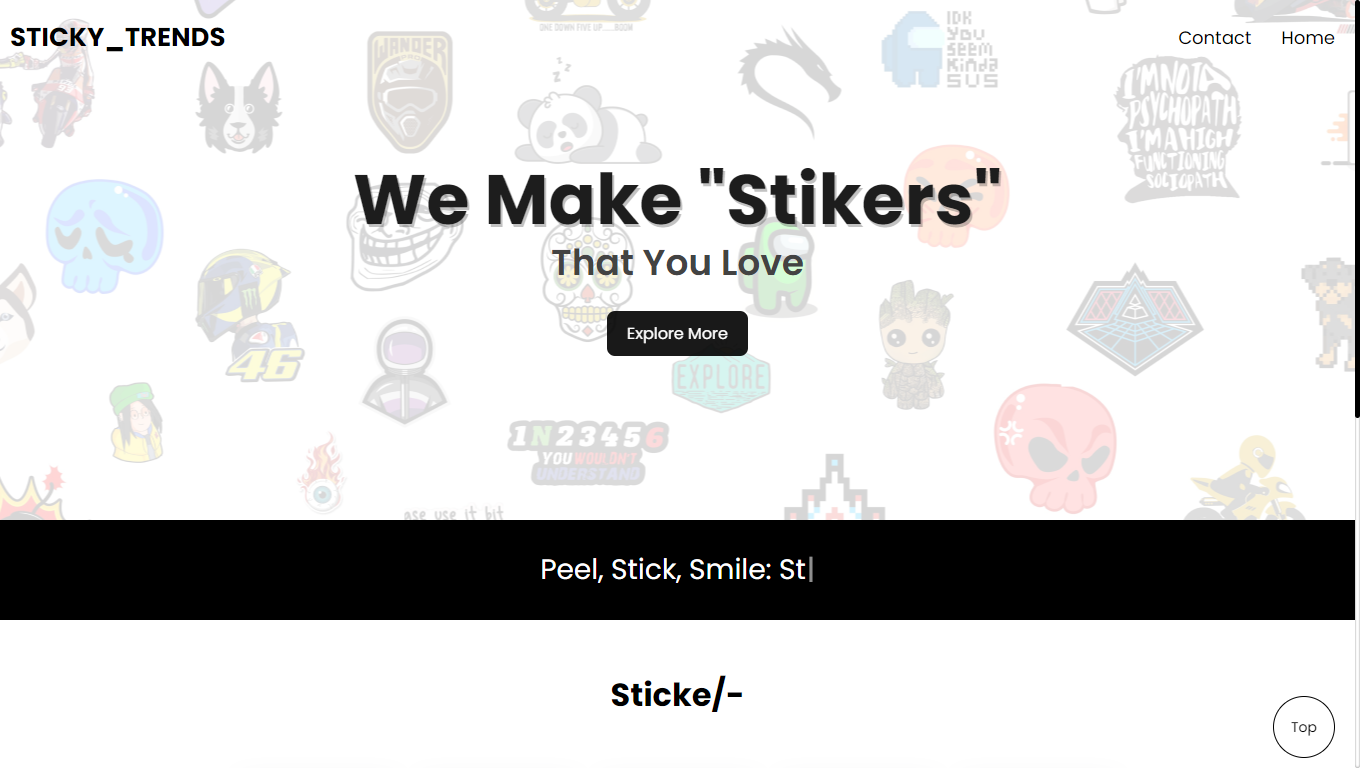 STICKY_TRENDS
Contact
Home
ONE DOWN FIVE UP......BOOM
WANDER
IDK
YOU
SEEM
KINDA
SUS
I'M NOT A
PSYCHOPATH
I'M A HIGH
FUNCTIONING
SOCIOPATH
We Make "Stikers"
That You Love
46
Explore More
EXPLORE
1N23456
YOU WOULDN'T
UNDERSTAND
ase use it bit
Peel, Stick, Smile: St|
Sticke/-
Top